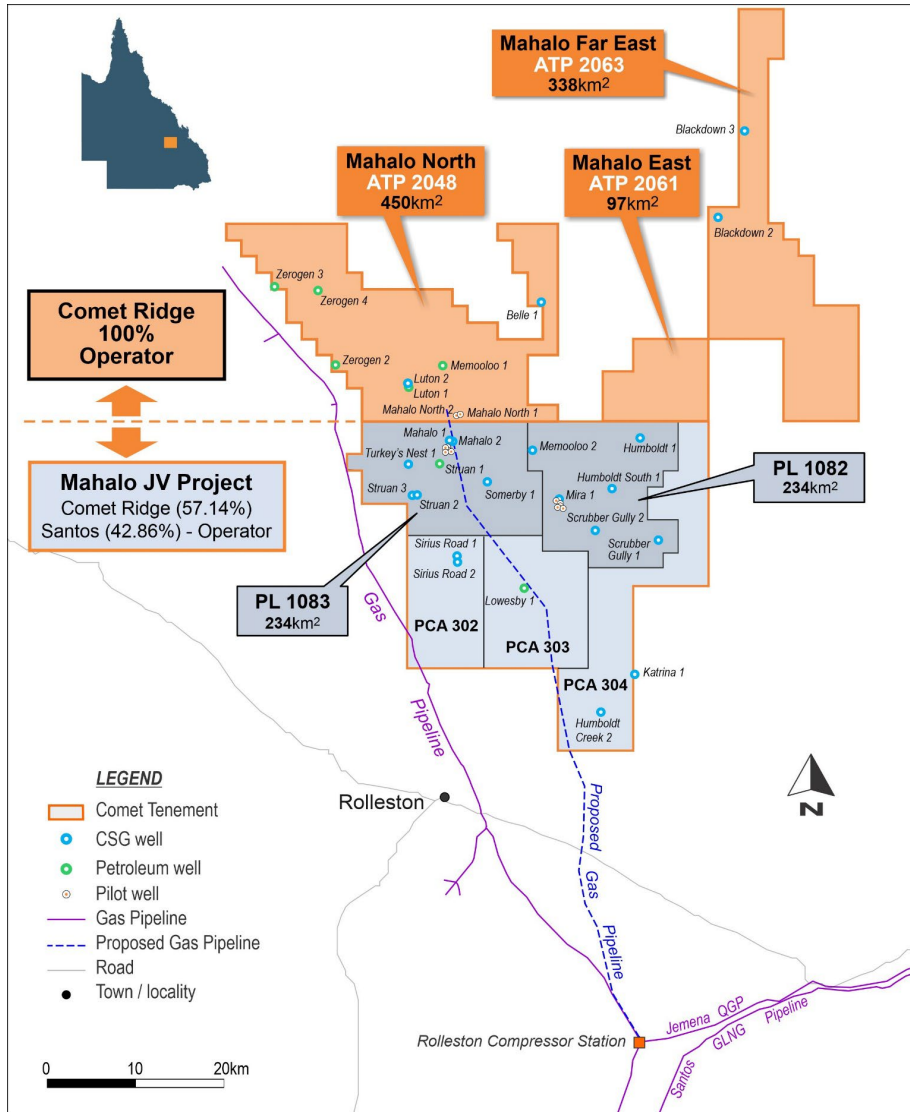 Mahalo Far East
ATP 2063
338km²
Blackdown 3
Mahalo North
ATP 2048
450km²
Mahalo East
ATP 2061
97km²
Blackdown 2
Zerogen 3
Zerogen 4
Belle 1
Comet Ridge
100%
Operator
Zerogen 2
Memooloo 1
Luton 2
Luton 1
Mahalo North 2
Mahalo North 1
Mahalo 1
Mahalo 2
Memooloo 2
Humboldt 1
Turkey's Nest 1
Struan 1
Humboldt South 1
PL 1082
234km²
Mahalo JV Project
Comet Ridge (57.14%)
Santos (42.86%) - Operator
Struan 3
Struan 2
Somerby 1
Mira 1
Scrubber Gully 2
Scrubber
Gully 1
Sirius Road 1
Sirius Road 2
PL 1083
234km²
Gas
Pipeline
Lowesby 1
PCA 302
PCA 303
PCA 304
Katrina 1
Humboldt
Creek 2
Proposed Gas Pipeline
N
Rolleston
LEGEND
Comet Tenement
CSG well
Petroleum well
Pilot well
Gas Pipeline
Proposed Gas Pipeline
Road
Town / locality
Jemena QGP
Santos GLNG Pipeline
Rolleston Compressor Station
0 10 20km